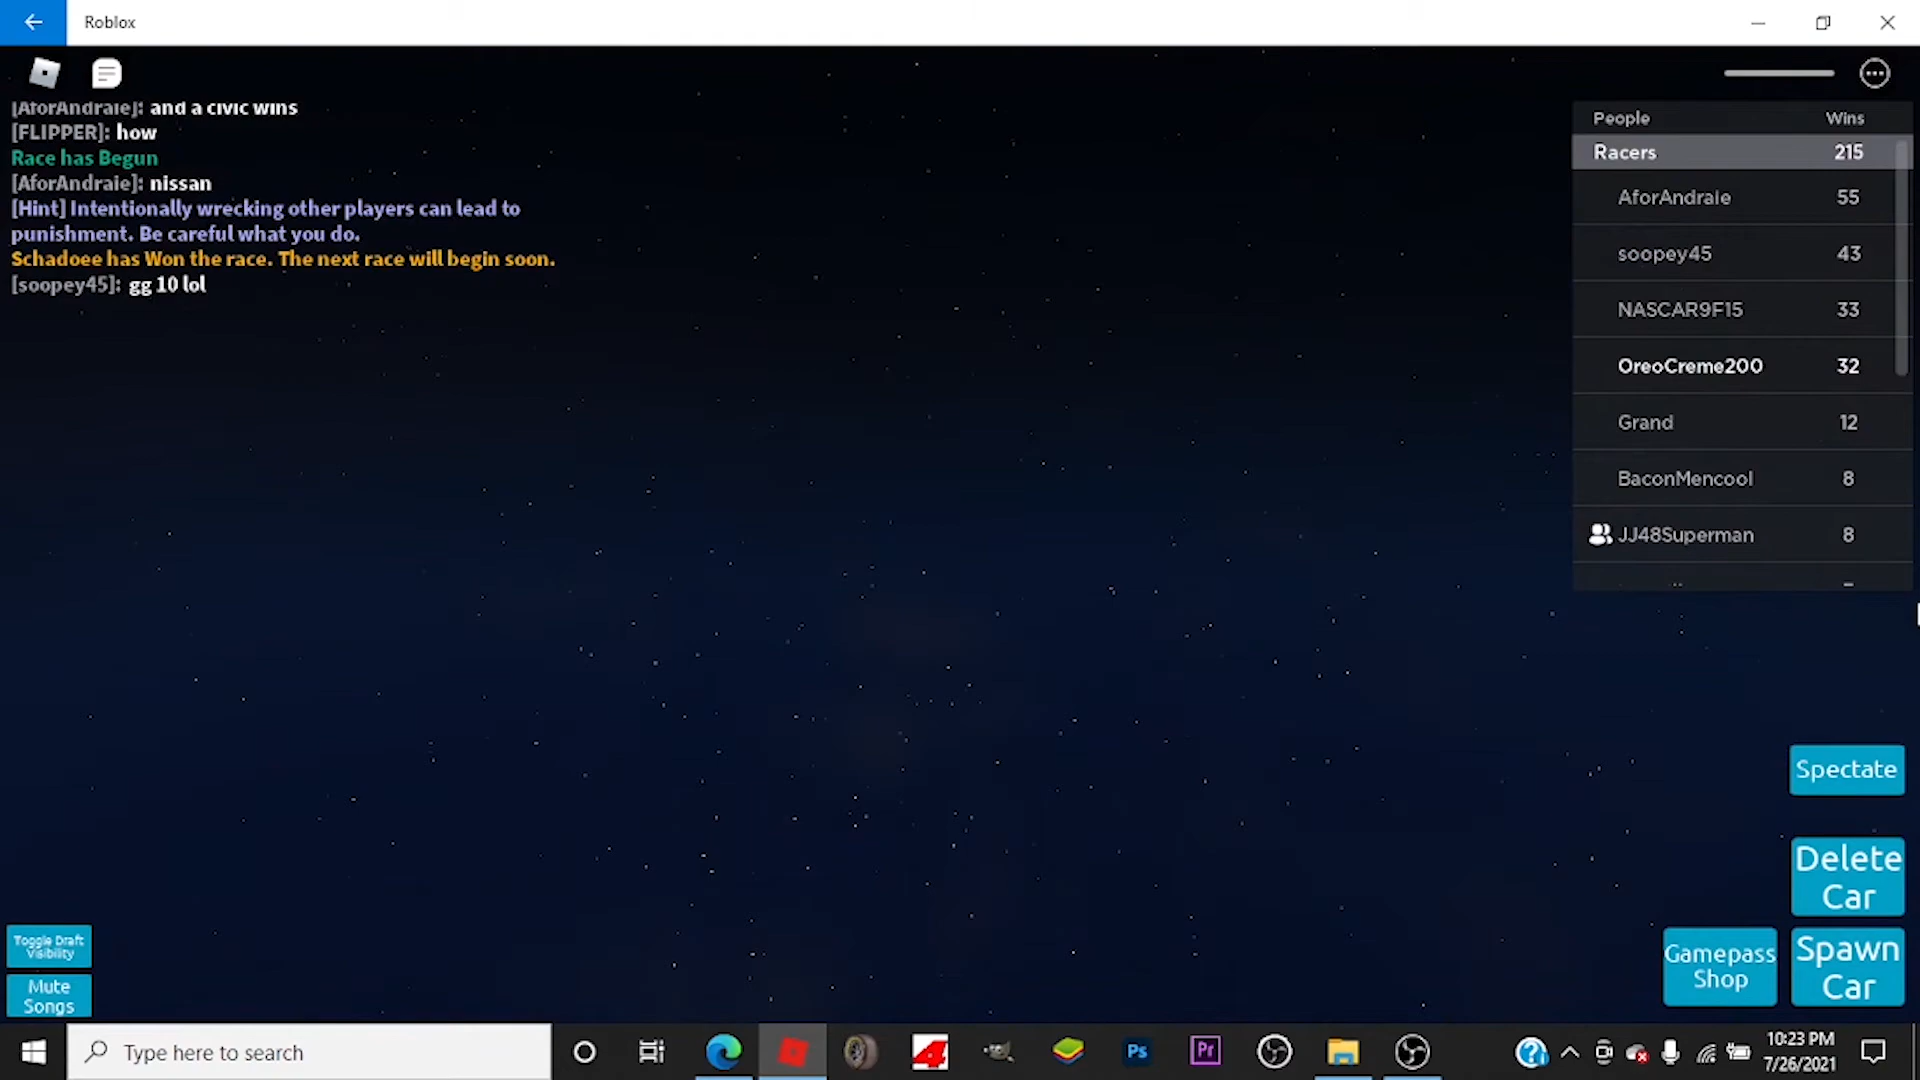 Roblox
[AforAndraie]: and a civic wins
[FLIPPER]: how
Race has Begun
[AforAndraie]: nissan
[Hint] Intentionally wrecking other players can lead to
punishment. Be careful what you do.
Schadoee has Won the race. The next race will begin soon.
[soopey45]: gg 10 lol
People Wins
Racers 215
AforAndraie 55
soopey45 43
NASCAR9F15 33
OreoCreme200 32
Grand 12
BaconMencool 8
JJ48Superman 8
Spectate
Delete
Car
Gamepass
Shop
Spawn
Car
Toggle Draft
Visibility
Mute
Songs
Type here to search
4
Ps
Pr
10:23 PM
7/26/2021